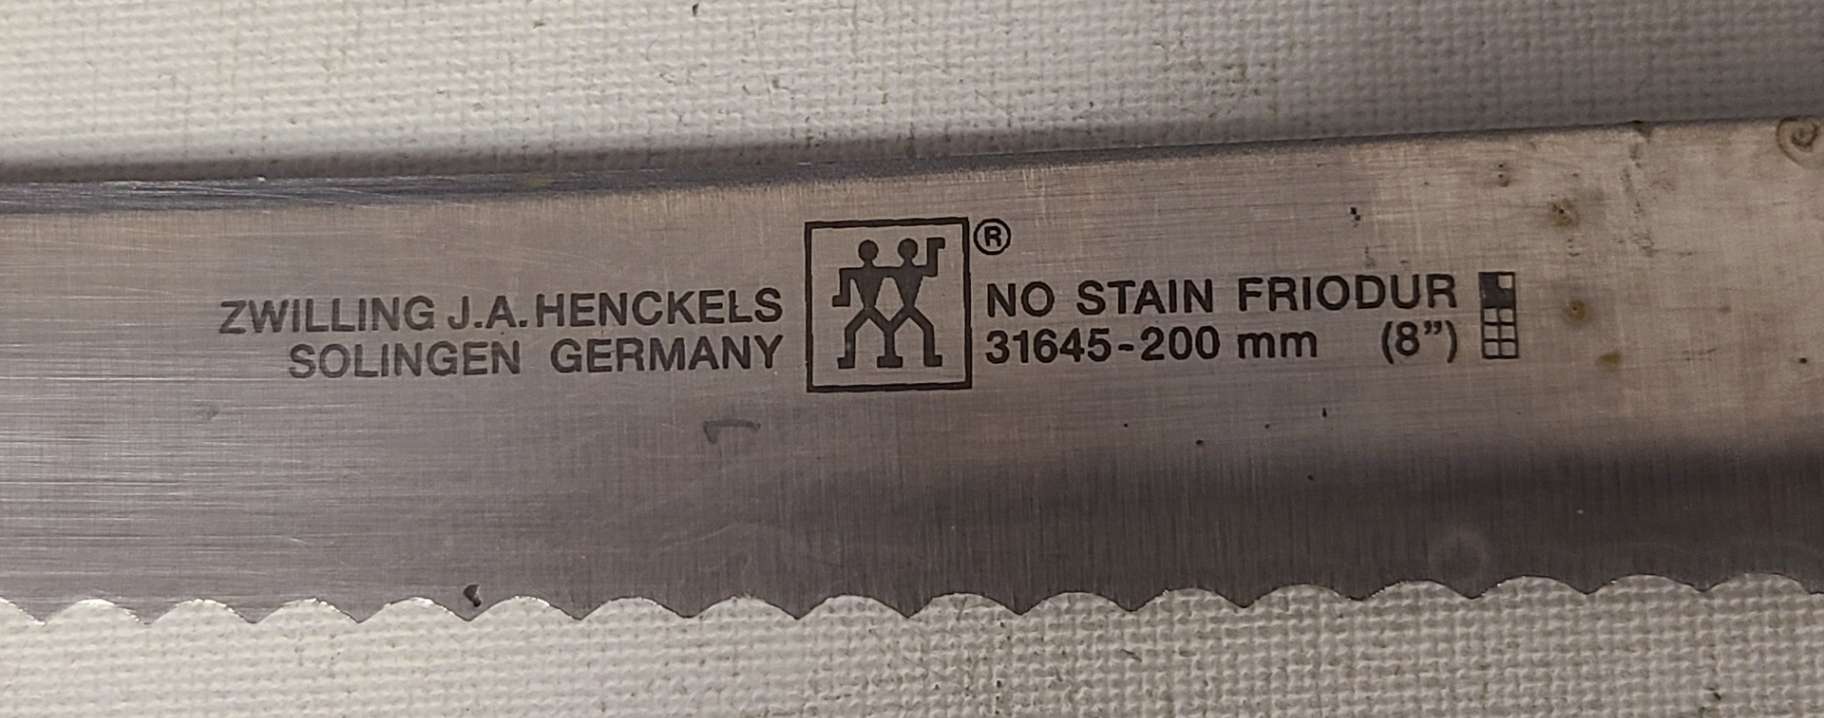 ZWILLING J.A. HENCKELS
SOLINGEN GERMANY
®
NO STAIN FRIODUR
31645-200 mm (8”)